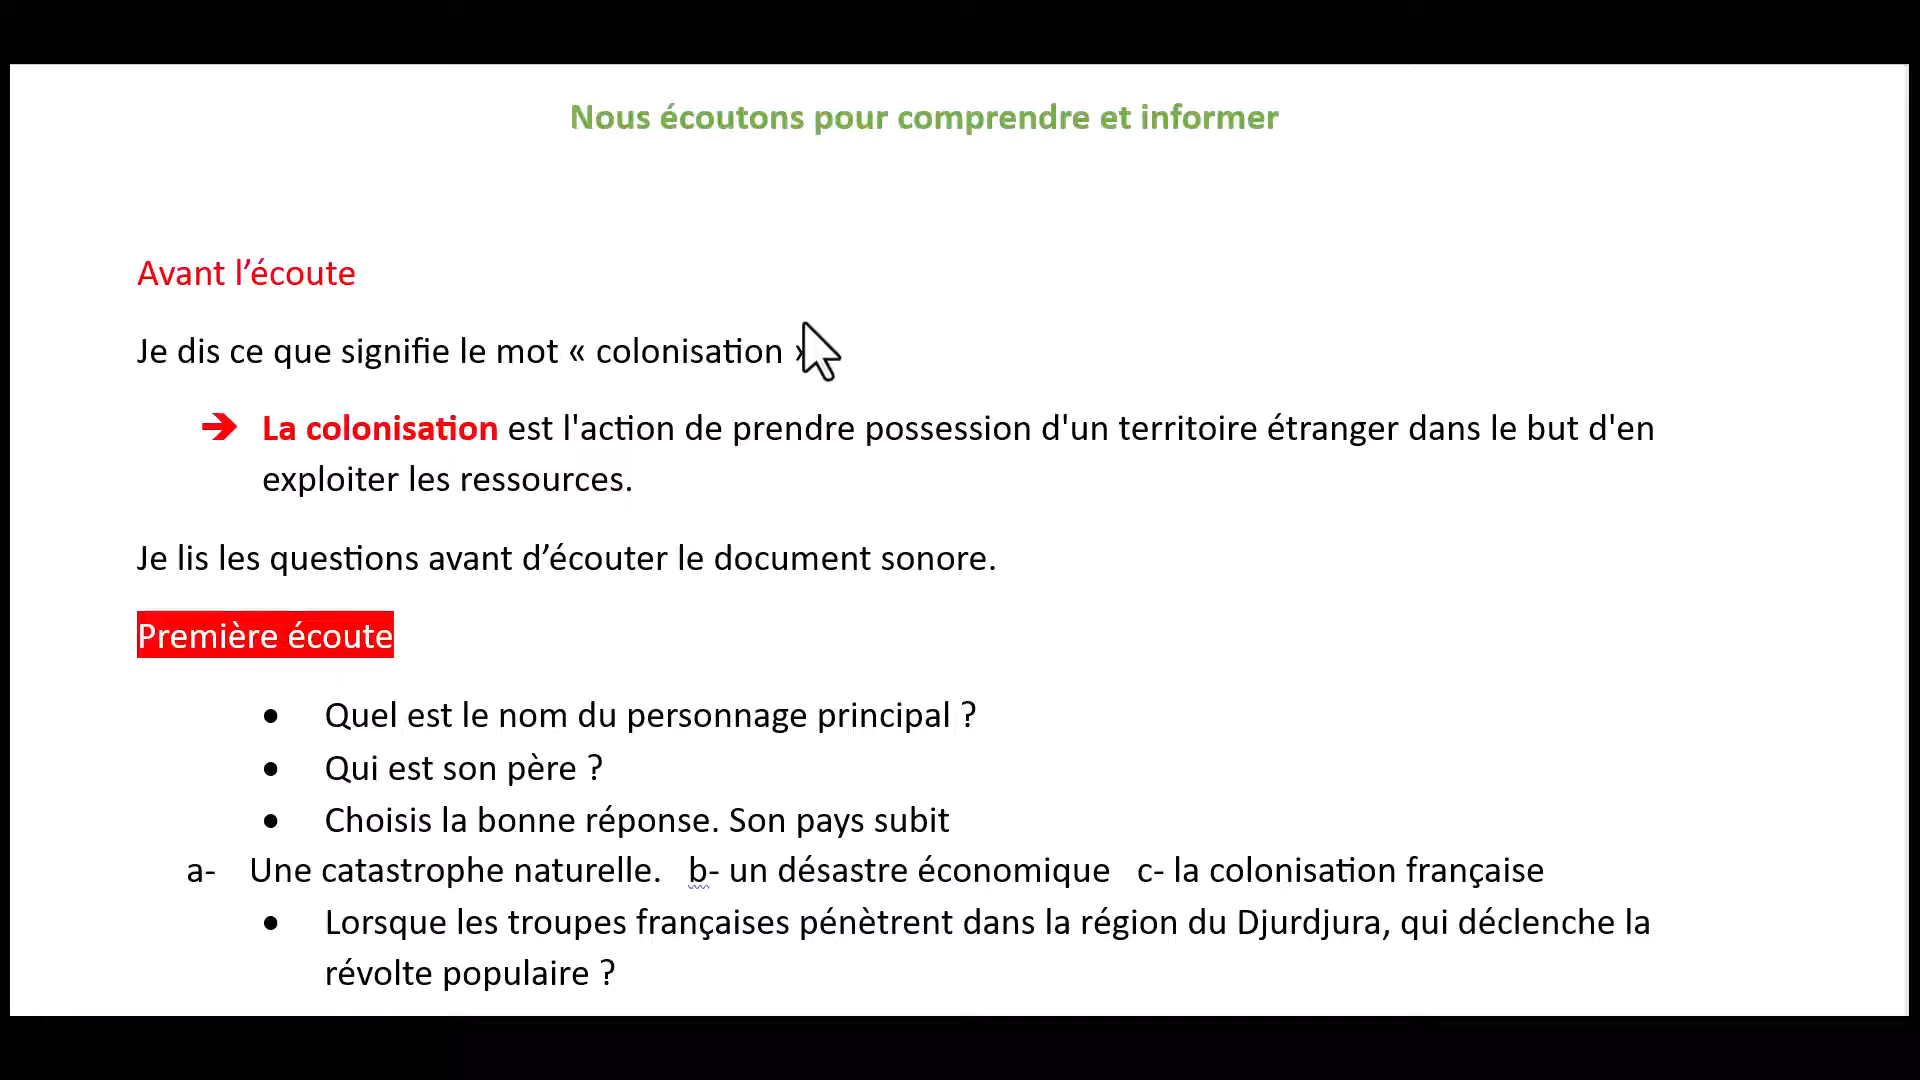 Nous écoutons pour comprendre et informer
Avant l’écoute
Je dis ce que signifie le mot « colonisation »
➔ La colonisation est l'action de prendre possession d'un territoire étranger dans le but d'en
exploiter les ressources.
Je lis les questions avant d’écouter le document sonore.
Première écoute
• Quel est le nom du personnage principal ?
• Qui est son père ?
• Choisis la bonne réponse. Son pays subit
a- Une catastrophe naturelle. b- un désastre économique c- la colonisation française
• Lorsque les troupes françaises pénètrent dans la région du Djurdjura, qui déclenche la
révolte populaire ?